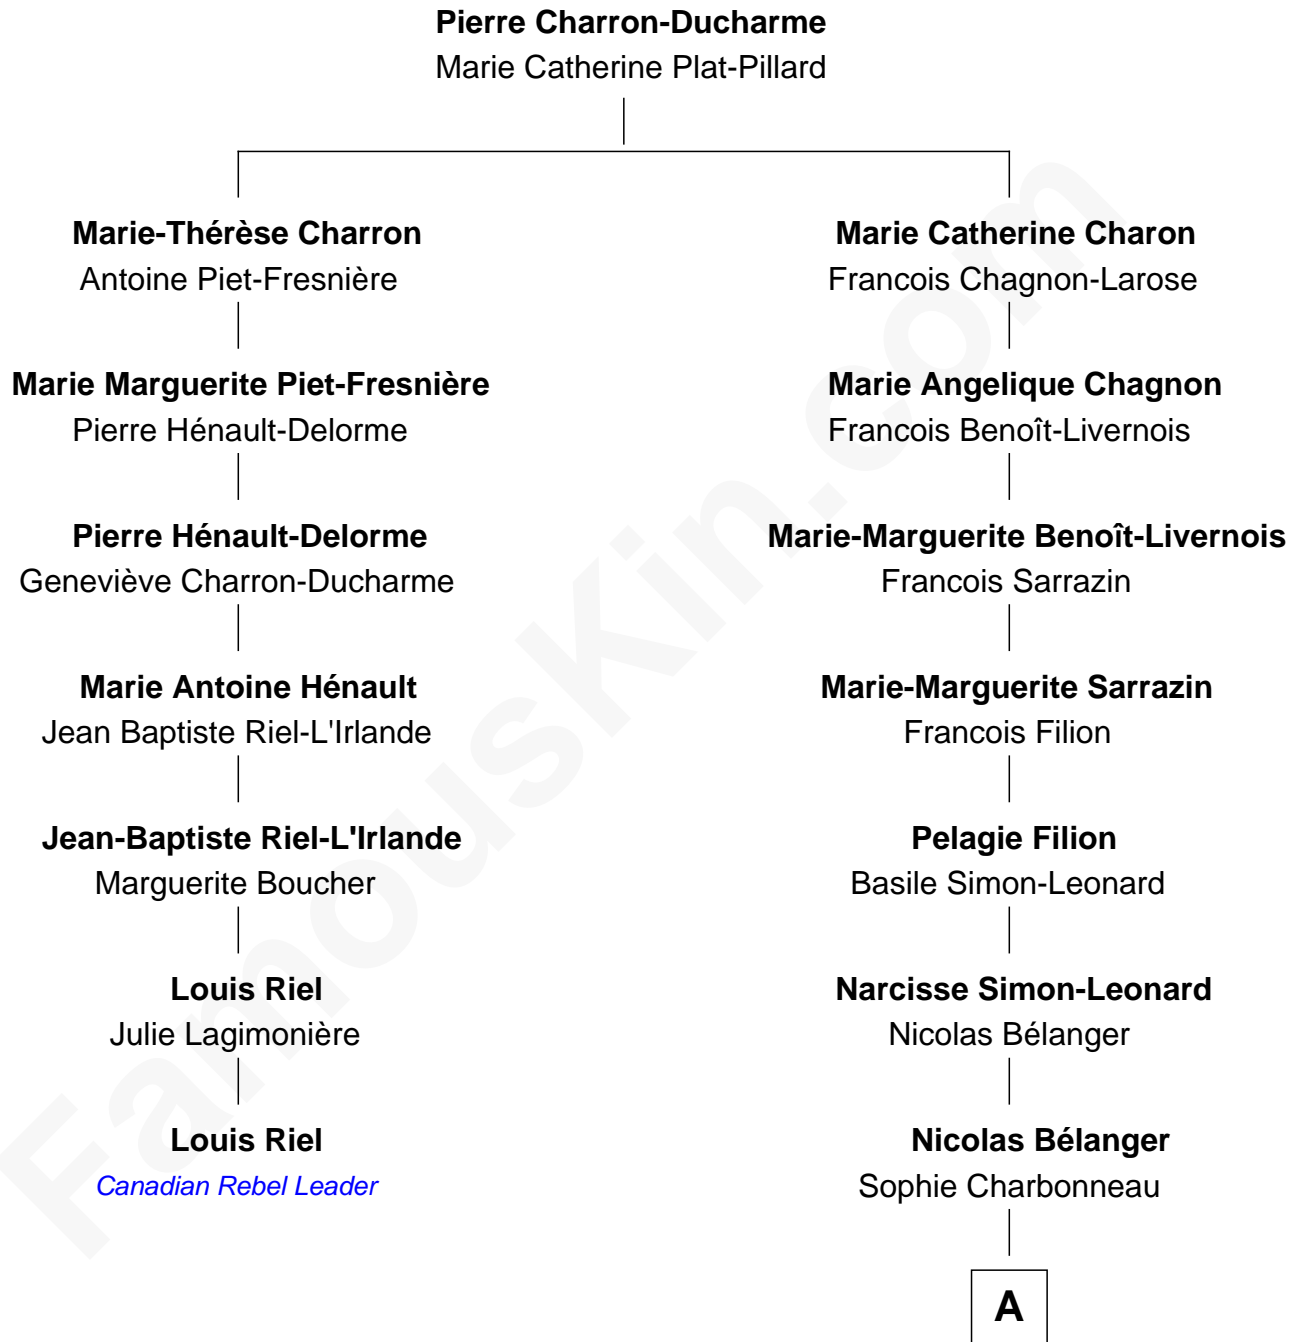 Pierre Charron-Ducharme
Marie Catherine Plat-Pillard
Marie-Thérèse Charron
Antoine Piet-Fresnière
Marie Catherine Charon
Francois Chagnon-Larose
Marie Marguerite Piet-Fresnière
Pierre Hénault-Delorme
Marie Angelique Chagnon
Francois Benoît-Livernois
Pierre Hénault-Delorme
Geneviève Charron-Ducharme
Marie-Marguerite Benoît-Livernois
Francois Sarrazin
Marie Antoine Hénault
Jean Baptiste Riel-L'Irlande
Marie-Marguerite Sarrazin
Francois Filion
Jean-Baptiste Riel-L'Irlande
Marguerite Boucher
Pelagie Filion
Basile Simon-Leonard
Louis Riel
Julie Lagimonière
Narcisse Simon-Leonard
Nicolas Bélanger
Louis Riel
Canadian Rebel Leader
Nicolas Bélanger
Sophie Charbonneau
A
FamousKin.com